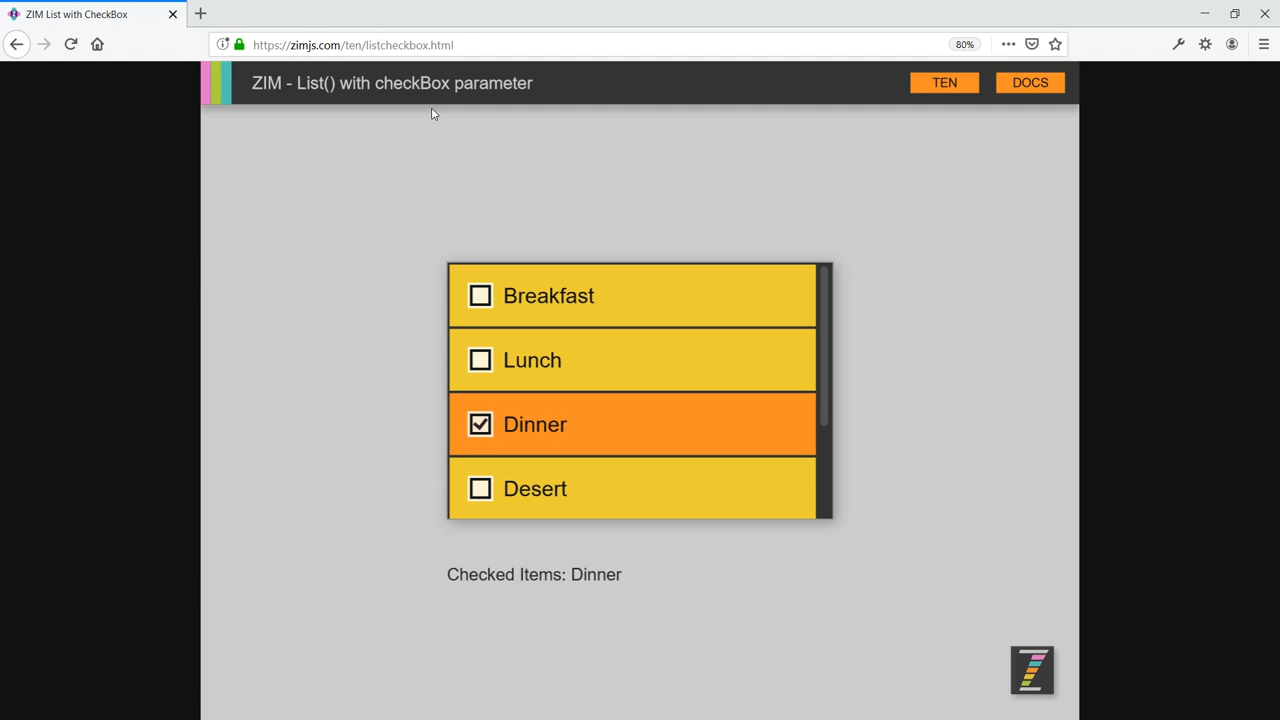 ZIM List with CheckBox
https://zimjs.com/ten/listcheckbox.html
80%
ZIM - List() with checkBox parameter
TEN
DOCS
Breakfast
Lunch
Dinner
Desert
Checked Items: Dinner